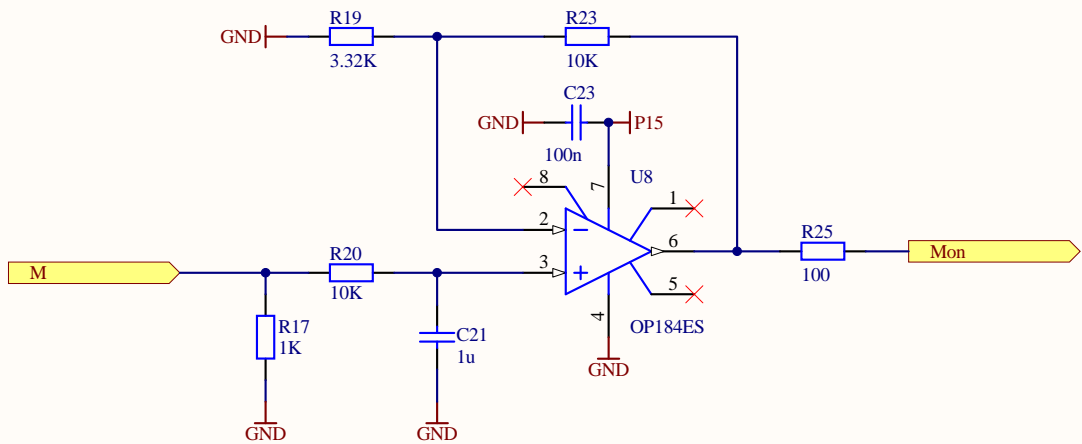 R19
R23
GND
3.32K
10K
C23
GND
P15
100n
8
7
U8
1
2
M
R20
3
6
R25
Mon
10K
100
5
R17
1K
C21
1u
4
OP184ES
GND
GND
GND